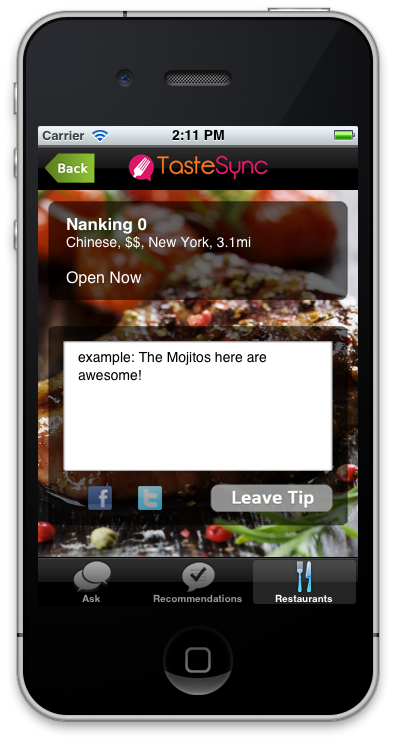 Carrier 2:11 PM
Back TasteSync
Nanking 0
Chinese, $$, New York, 3.1mi
Open Now
example: The Mojitos here are
awesome!
f t Leave Tip
Ask Recommendations Restaurants